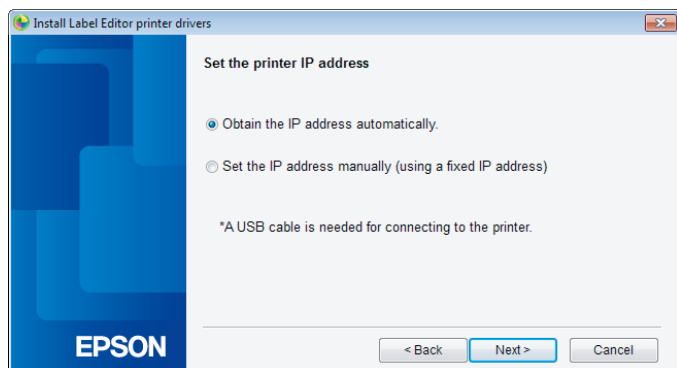 Install Label Editor printer drivers
Set the printer IP address
Obtain the IP address automatically.
Set the IP address manually (using a fixed IP address)
*A USB cable is needed for connecting to the printer.
EPSON
< Back
Next >
Cancel